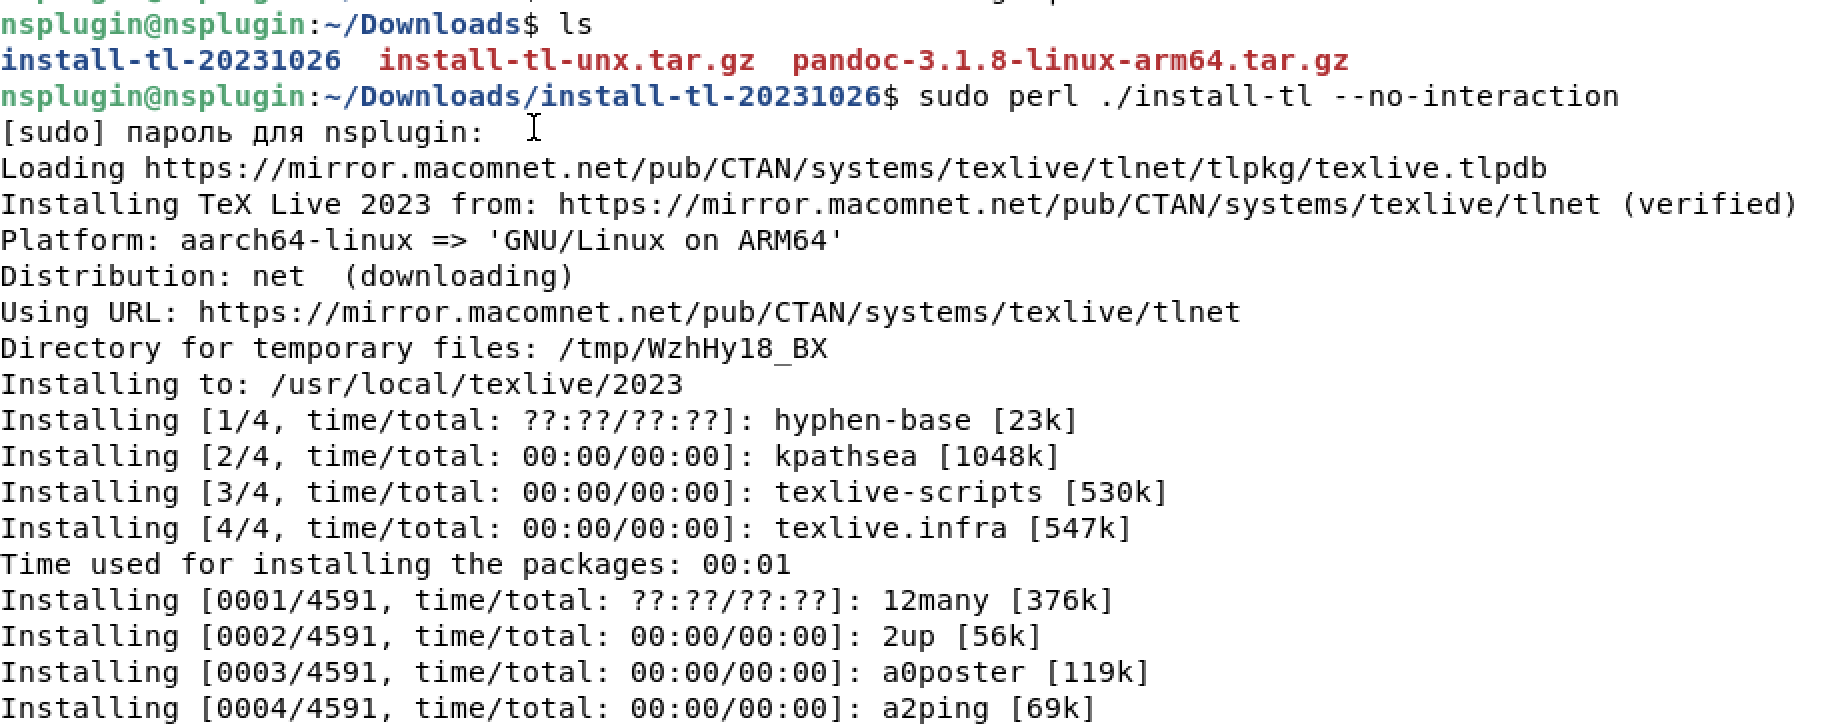 nsplugin@nsplugin:~/Downloads$ ls
install-tl-20231026  install-tl-unx.tar.gz  pandoc-3.1.8-linux-arm64.tar.gz
nsplugin@nsplugin:~/Downloads/install-tl-20231026$ sudo perl ./install-tl --no-interaction
[sudo] пароль для nsplugin:
Loading https://mirror.macomnet.net/pub/CTAN/systems/texlive/tlnet/tlpkg/texlive.tlpdb
Installing TeX Live 2023 from: https://mirror.macomnet.net/pub/CTAN/systems/texlive/tlnet (verified)
Platform: aarch64-linux => 'GNU/Linux on ARM64'
Distribution: net  (downloading)
Using URL: https://mirror.macomnet.net/pub/CTAN/systems/texlive/tlnet
Directory for temporary files: /tmp/WzhHy18_BX
Installing to: /usr/local/texlive/2023
Installing [1/4, time/total: ??:??/??:??]: hyphen-base [23k]
Installing [2/4, time/total: 00:00/00:00]: kpathsea [1048k]
Installing [3/4, time/total: 00:00/00:00]: texlive-scripts [530k]
Installing [4/4, time/total: 00:00/00:00]: texlive.infra [547k]
Time used for installing the packages: 00:01
Installing [0001/4591, time/total: ??:??/??:??]: 12many [376k]
Installing [0002/4591, time/total: 00:00/00:00]: 2up [56k]
Installing [0003/4591, time/total: 00:00/00:00]: a0poster [119k]
Installing [0004/4591, time/total: 00:00/00:00]: a2ping [69k]